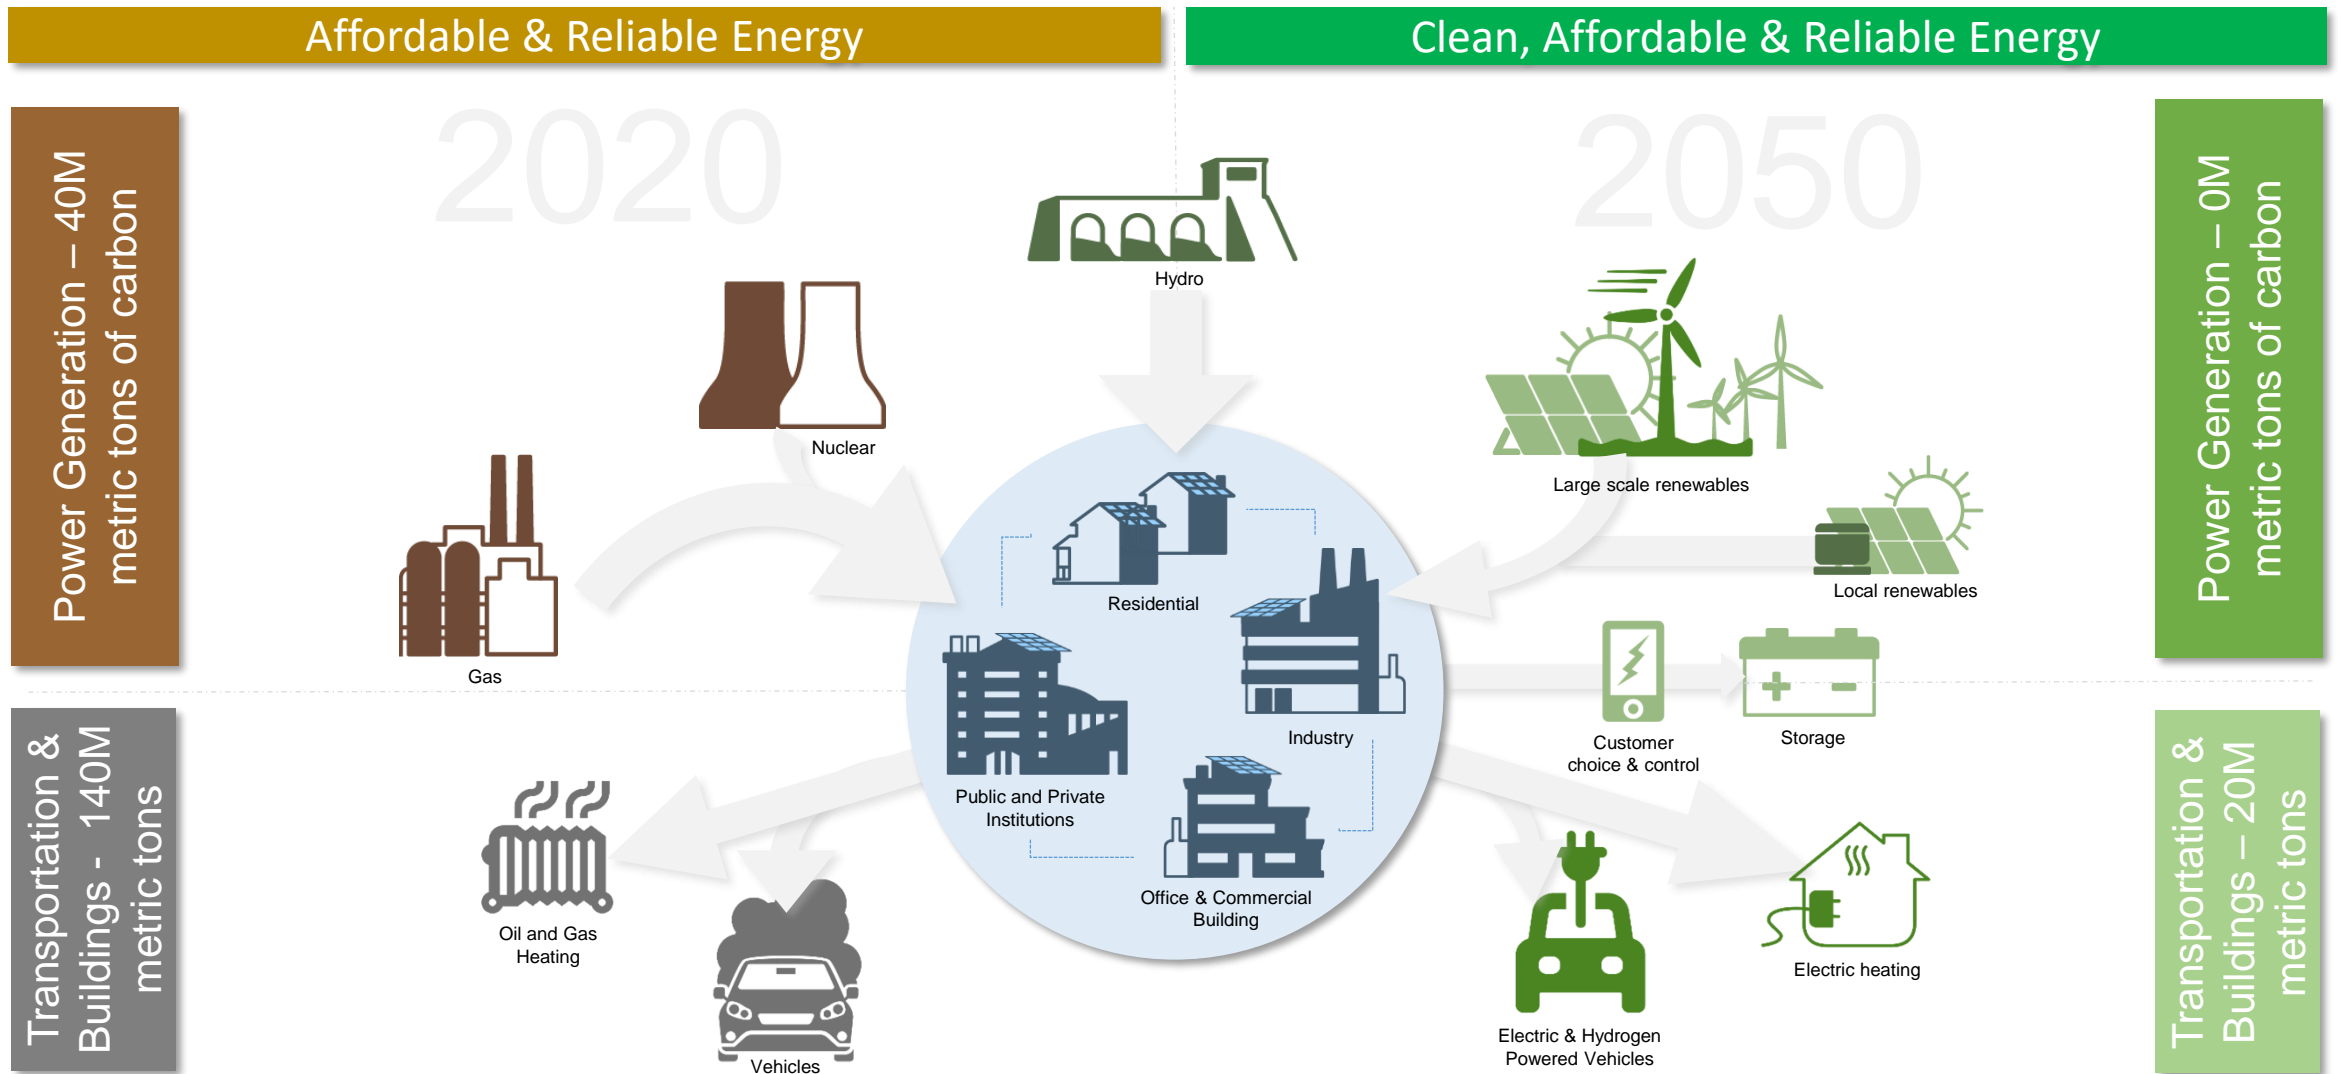 Affordable & Reliable Energy
Clean, Affordable & Reliable Energy
2020
2050
Power Generation – 40M
metric tons of carbon
Power Generation – 0M
metric tons of carbon
Hydro
Nuclear
Gas
Large scale renewables
Local renewables
Residential
Industry
Public and Private
Institutions
Office & Commercial
Building
Customer
choice & control
Storage
Transportation &
Buildings - 140M
metric tons
Oil and Gas
Heating
Vehicles
Electric & Hydrogen
Powered Vehicles
Electric heating
Transportation &
Buildings – 20M
metric tons